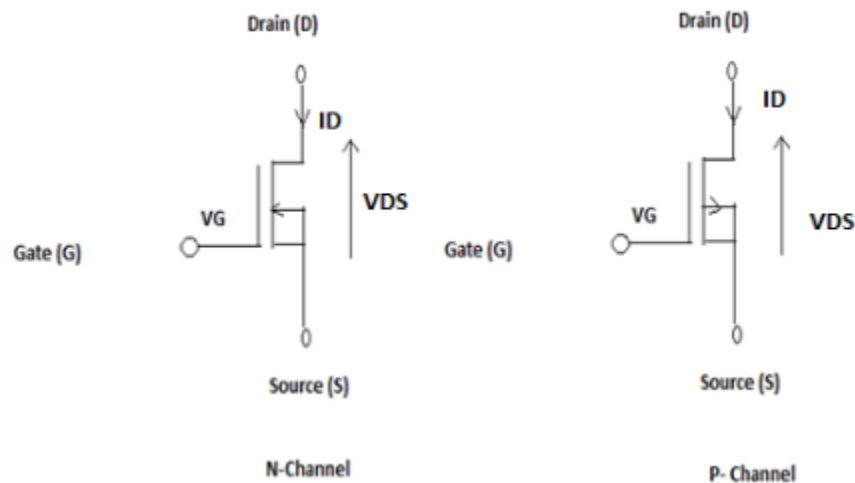 Drain (D)
ID
VG
VDS
Gate (G)
Source (S)
N-Channel
Drain (D)
ID
VG
VDS
Gate (G)
Source (S)
P- Channel